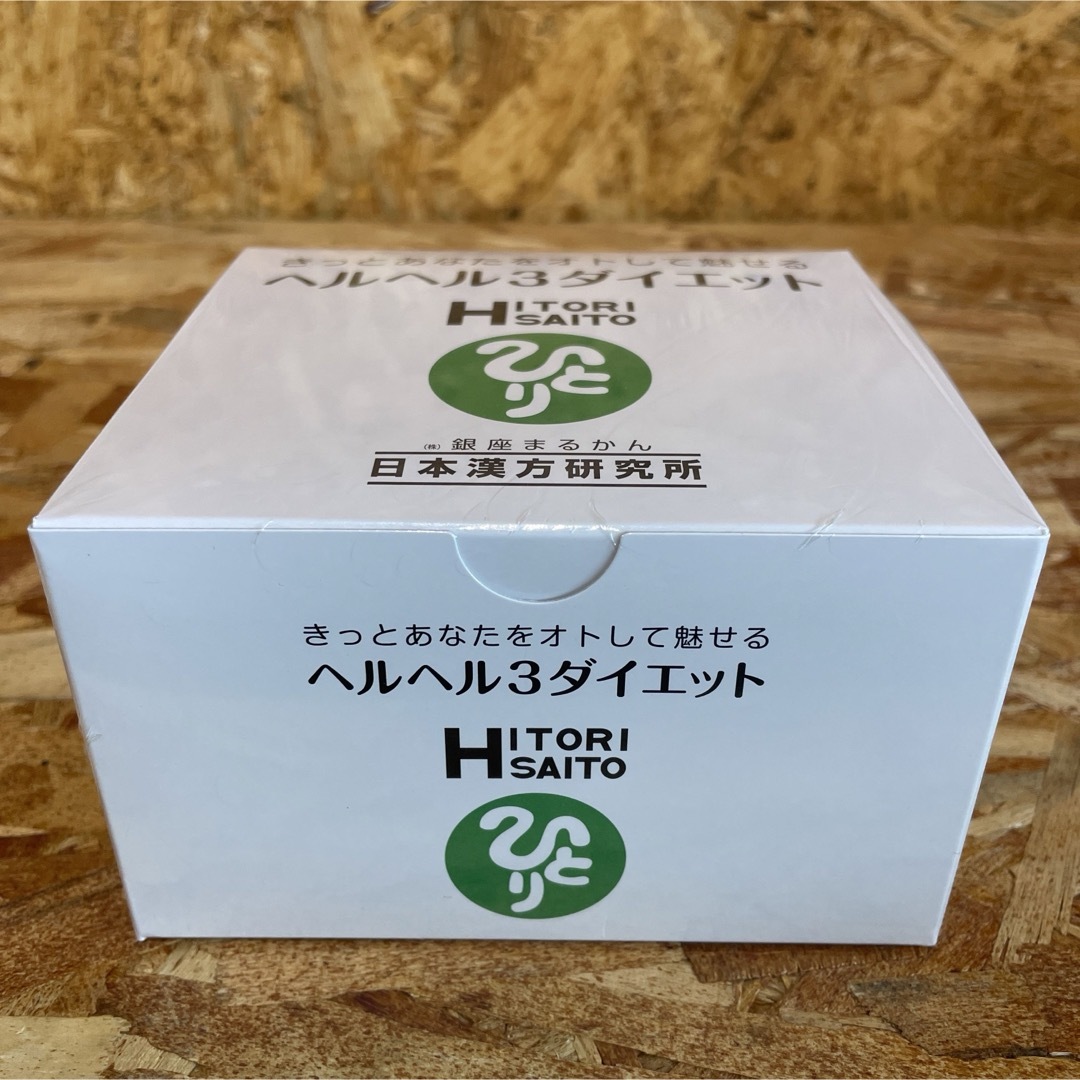 きっとあなたをオトして魅せる
ヘルヘル3ダイエット
HITORI
SAITO
ひとり
(株) 銀座まるかん
日本漢方研究所
きっとあなたをオトして魅せる
ヘルヘル3ダイエット
HITORI
SAITO
ひとり